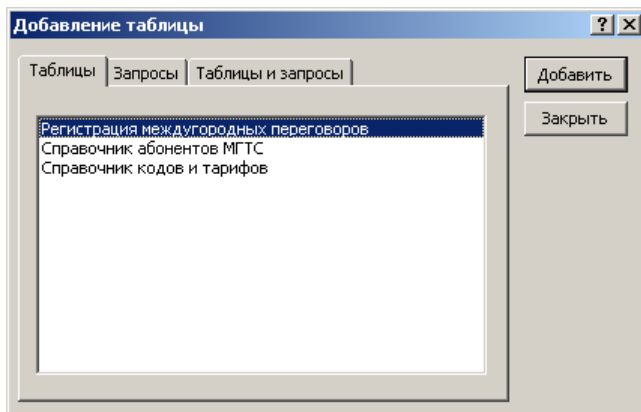 Добавление таблицы
Таблицы Запросы Таблицы и запросы
Добавить
Закрыть
Регистрация междугородных переговоров
Справочник абонентов МГТС
Справочник кодов и тарифов